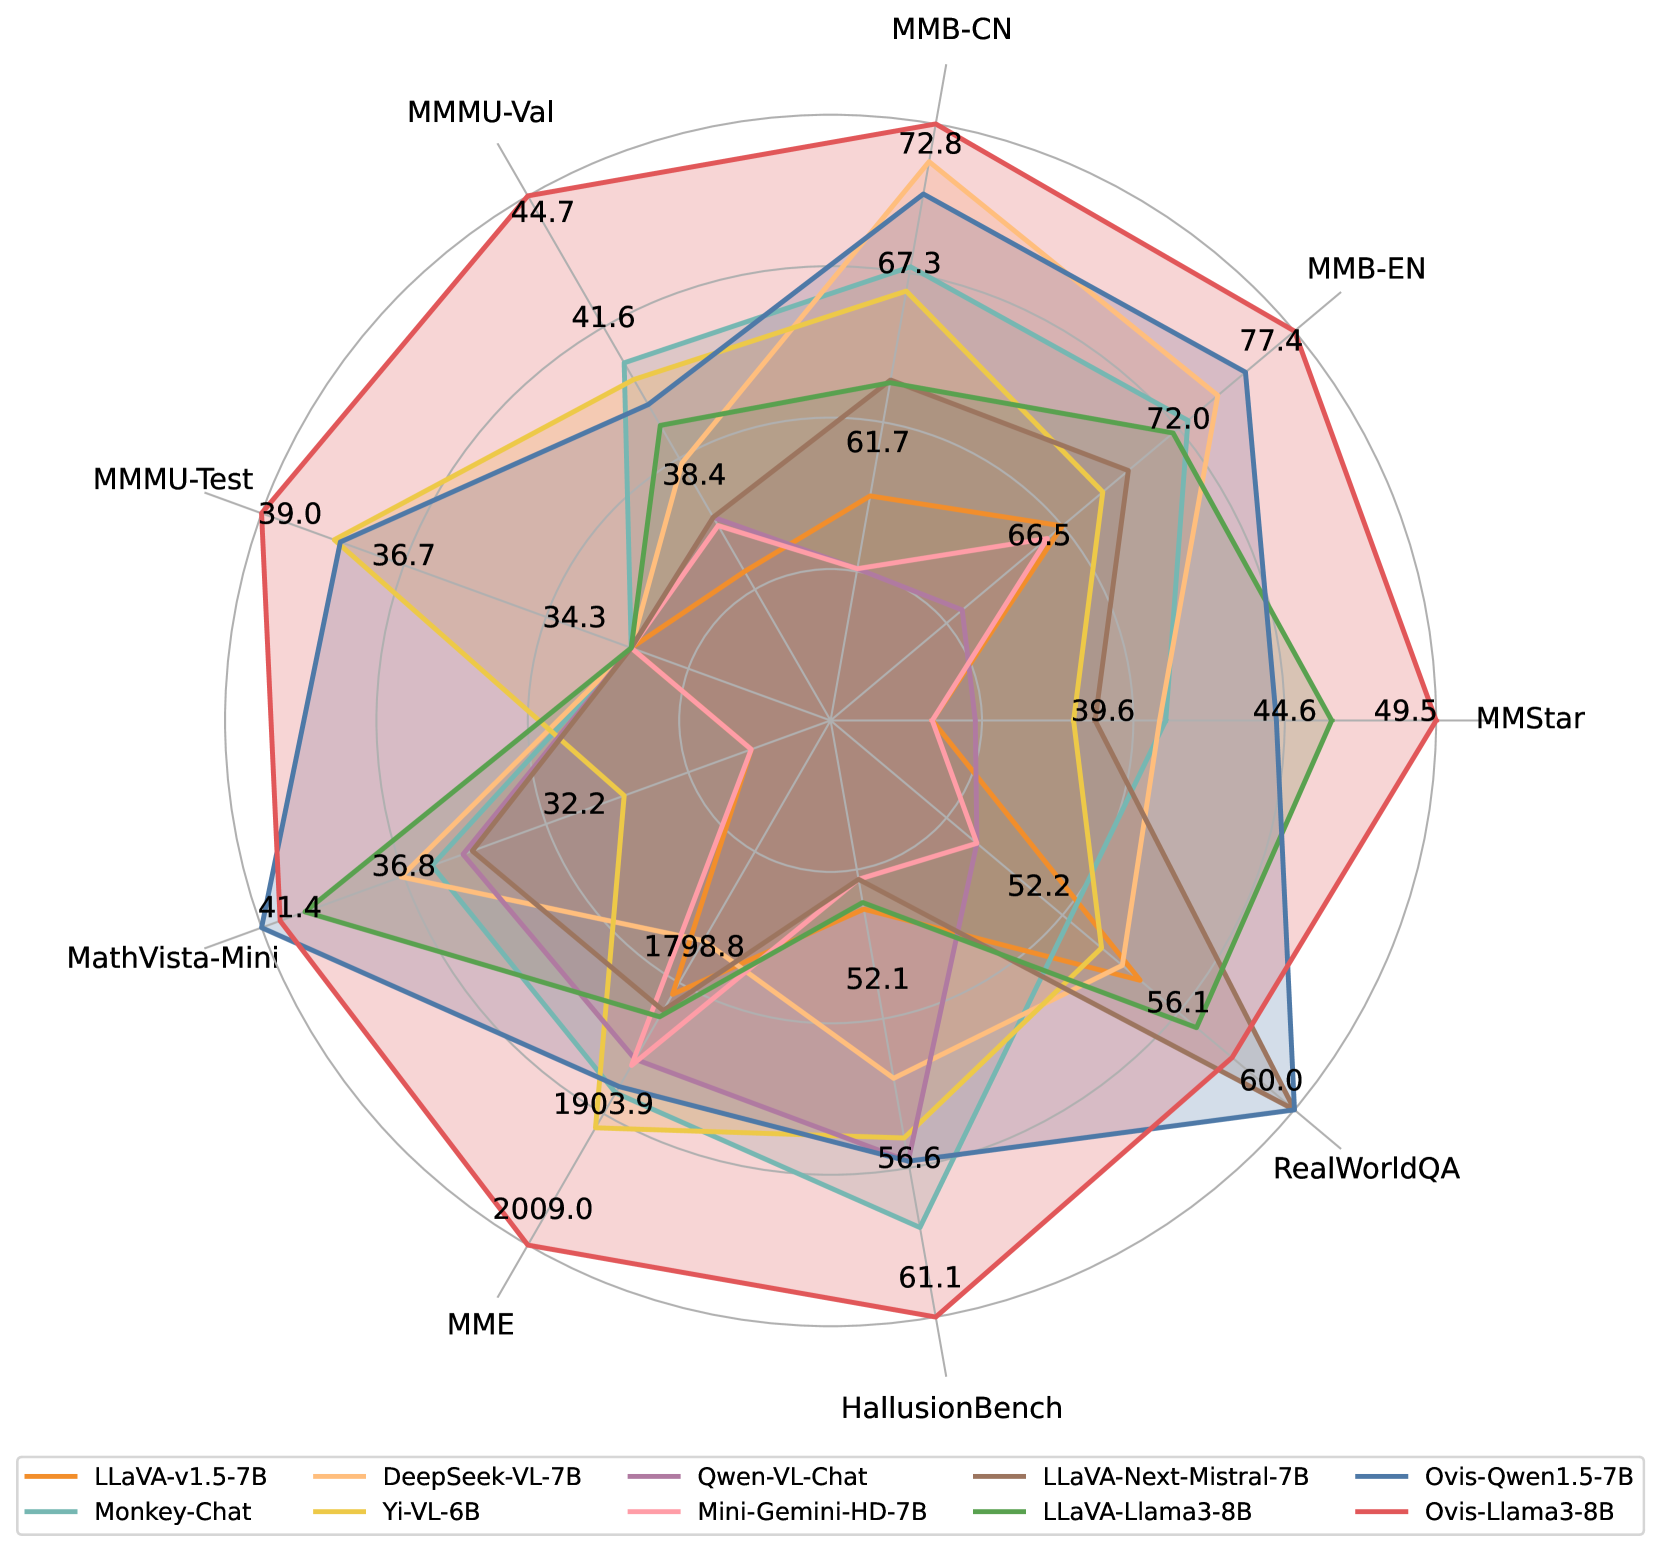 MMB-CN
MMMU-Val
72.8
44.7
67.3
MMB-EN
41.6
77.4
72.0
61.7
38.4
MMMU-Test
39.0
36.7
66.5
34.3
39.6
44.6
49.5
MMStar
32.2
36.8
52.2
41.4
MathVista-Mini
1798.8
52.1
56.1
1903.9
60.0
56.6
RealWorldQA
2009.0
61.1
MME
HallusionBench
LLaVA-v1.5-7B DeepSeek-VL-7B Qwen-VL-Chat LLaVA-Next-Mistral-7B Ovis-Qwen1.5-7B
Monkey-Chat Yi-VL-6B Mini-Gemini-HD-7B LLaVA-Llama3-8B Ovis-Llama3-8B